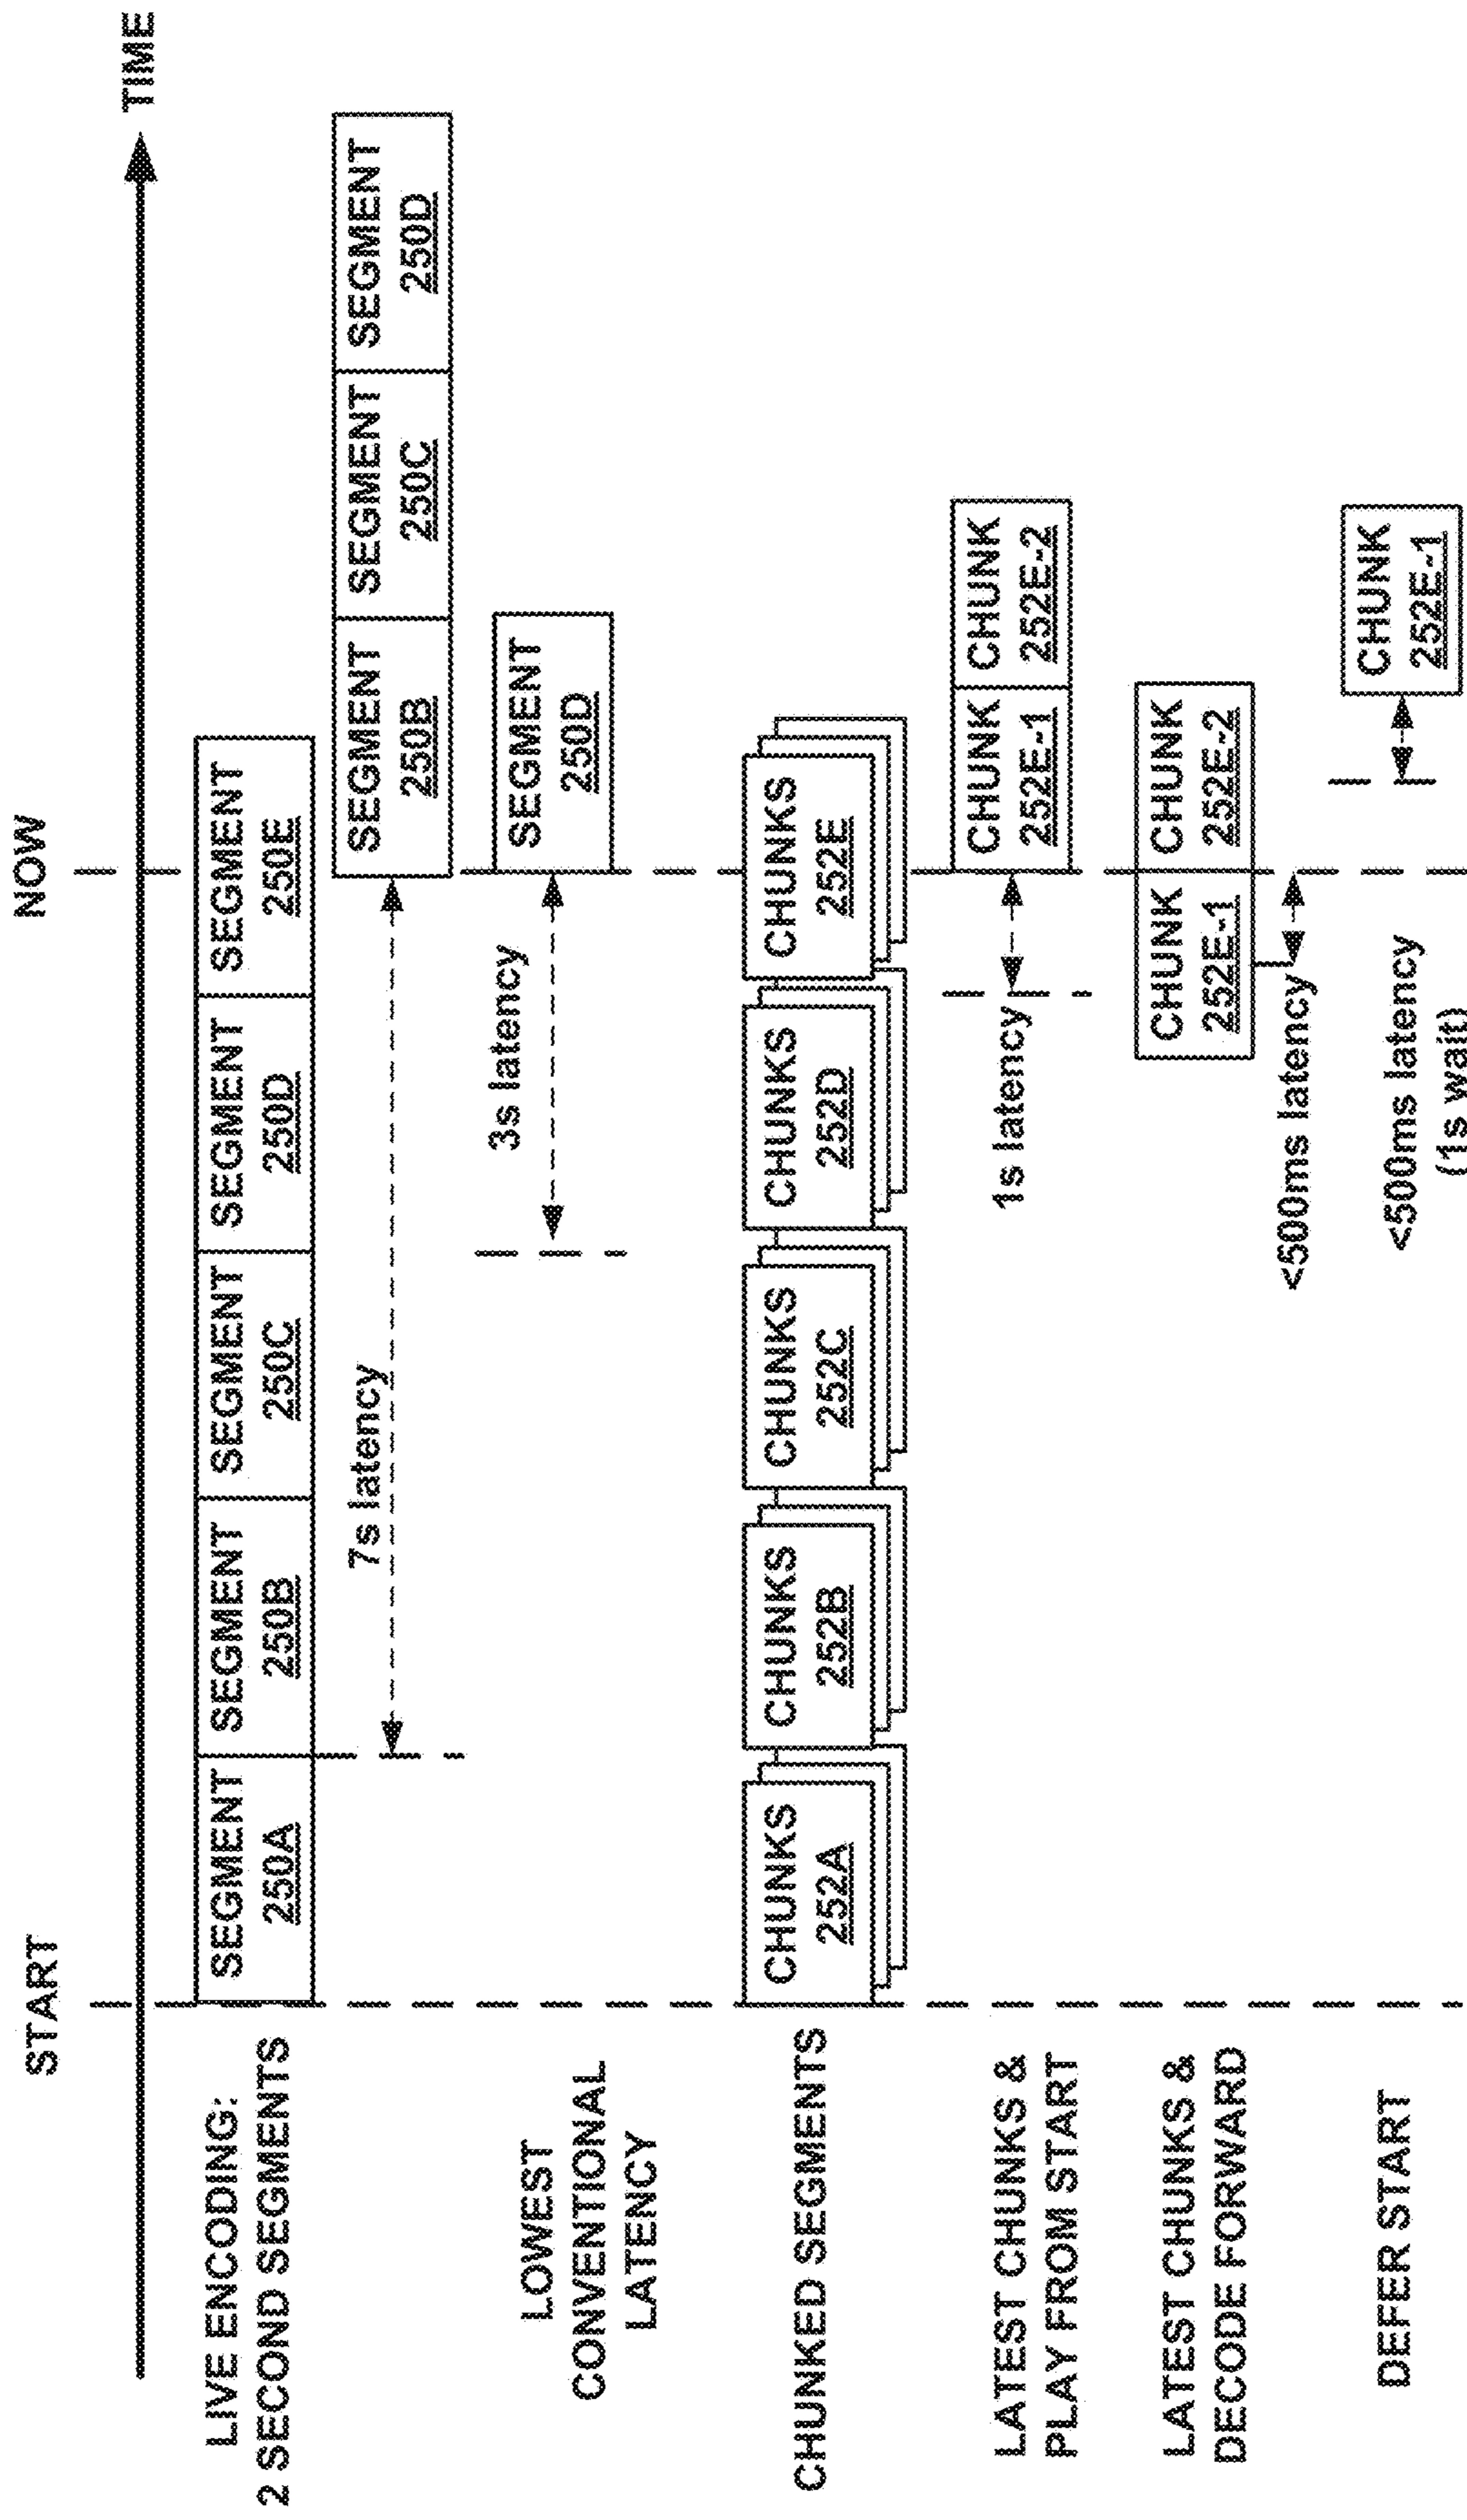 START
NOW
TIME
LIVE ENCODING:
2 SECOND SEGMENTS
SEGMENT
250A
SEGMENT
250B
SEGMENT
250C
SEGMENT
250D
SEGMENT
250E
7s latency
SEGMENT
250B
SEGMENT
250C
SEGMENT
250D
LOWEST
CONVENTIONAL
LATENCY
3s latency
SEGMENT
250D
CHUNKED SEGMENTS
CHUNKS
252A
CHUNKS
252B
CHUNKS
252C
CHUNKS
252D
CHUNKS
252E
LATEST CHUNKS &
PLAY FROM START
1s latency
CHUNK
252E-1
CHUNK
252E-2
LATEST CHUNKS &
DECODE FORWARD
CHUNK
252E-1
CHUNK
252E-2
<500ms latency
DEFER START
<500ms latency
(1s wait)
CHUNK
252E-1